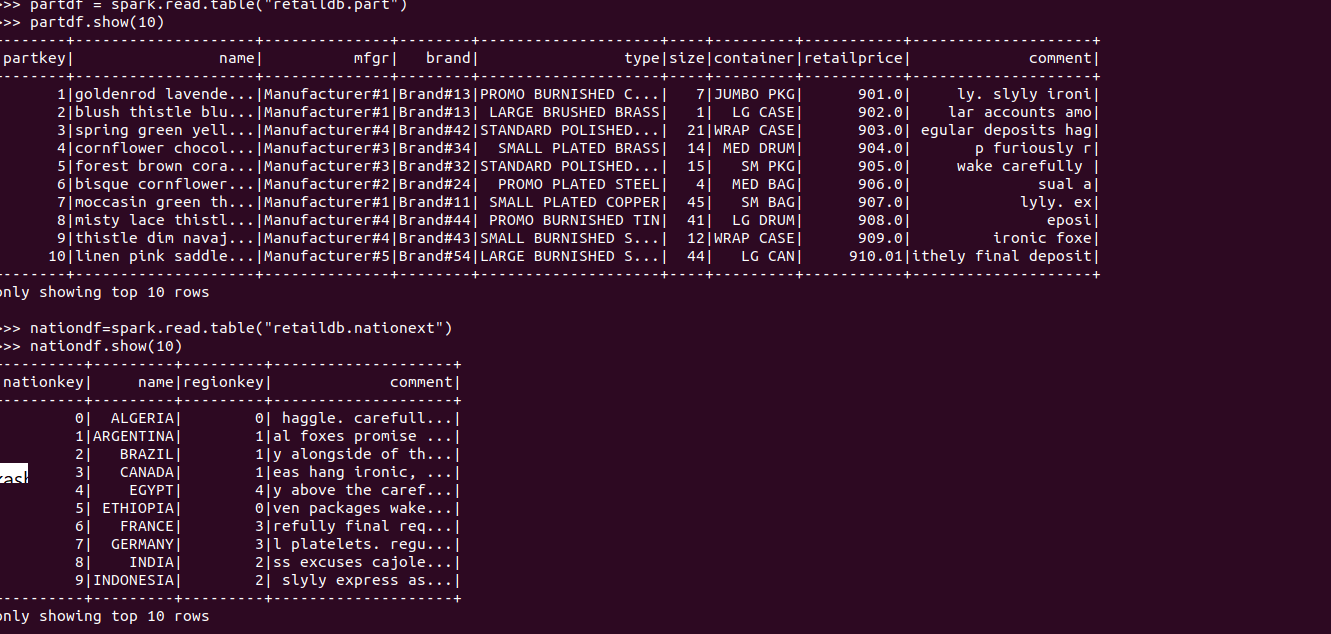 >> partdf = spark.read.table("retaildb.part")
>> partdf.show(10)
--------+--------------------+--------------+--------+--------------------+----+---------+-----------+--------------------+
partkey|                name|          mfgr|   brand|                type|size|container|retailprice|             comment|
--------+--------------------+--------------+--------+--------------------+----+---------+-----------+--------------------+
      1|goldenrod lavende...|Manufacturer#1|Brand#13|PROMO BURNISHED C...|   7|JUMBO PKG|      901.0|     ly. slyly ironi|
      2|blush thistle blu...|Manufacturer#1|Brand#13| LARGE BRUSHED BRASS|   1|  LG CASE|      902.0|    lar accounts amo|
      3|spring green yell...|Manufacturer#4|Brand#42|STANDARD POLISHED...|  21|WRAP CASE|      903.0| egular deposits hag|
      4|cornflower chocol...|Manufacturer#3|Brand#34|  SMALL PLATED BRASS|  14| MED DRUM|      904.0|       p furiously r|
      5|forest brown cora...|Manufacturer#3|Brand#32|STANDARD POLISHED...|  15|   SM PKG|      905.0|     wake carefully |
      6|bisque cornflower...|Manufacturer#2|Brand#24|  PROMO PLATED STEEL|   4|  MED BAG|      906.0|              sual a|
      7|moccasin green th...|Manufacturer#1|Brand#11| SMALL PLATED COPPER|  45|   SM BAG|      907.0|            lyly. ex|
      8|misty lace thistl...|Manufacturer#4|Brand#44| PROMO BURNISHED TIN|  41|  LG DRUM|      908.0|               eposi|
      9|thistle dim navaj...|Manufacturer#4|Brand#43|SMALL BURNISHED S...|  12|WRAP CASE|      909.0|         ironic foxe|
     10|linen pink saddle...|Manufacturer#5|Brand#54|LARGE BURNISHED S...|  44|   LG CAN|     910.01|ithely final deposit|
--------+--------------------+--------------+--------+--------------------+----+---------+-----------+--------------------+
only showing top 10 rows
>> nationdf=spark.read.table("retaildb.nationext")
>> nationdf.show(10)
----------+---------+---------+--------------------+
nationkey|     name|regionkey|             comment|
----------+---------+---------+--------------------+
        0|  ALGERIA|        0| haggle. carefull...|
        1|ARGENTINA|        1|al foxes promise ...|
        2|   BRAZIL|        1|y alongside of th...|
        3|   CANADA|        1|eas hang ironic, ...|
        4|    EGYPT|        4|y above the caref...|
        5| ETHIOPIA|        0|ven packages wake...|
        6|   FRANCE|        3|refully final req...|
        7|  GERMANY|        3|l platelets. regu...|
        8|    INDIA|        2|ss excuses cajole...|
        9|INDONESIA|        2| slyly express as...|
----------+---------+---------+--------------------+
only showing top 10 rows